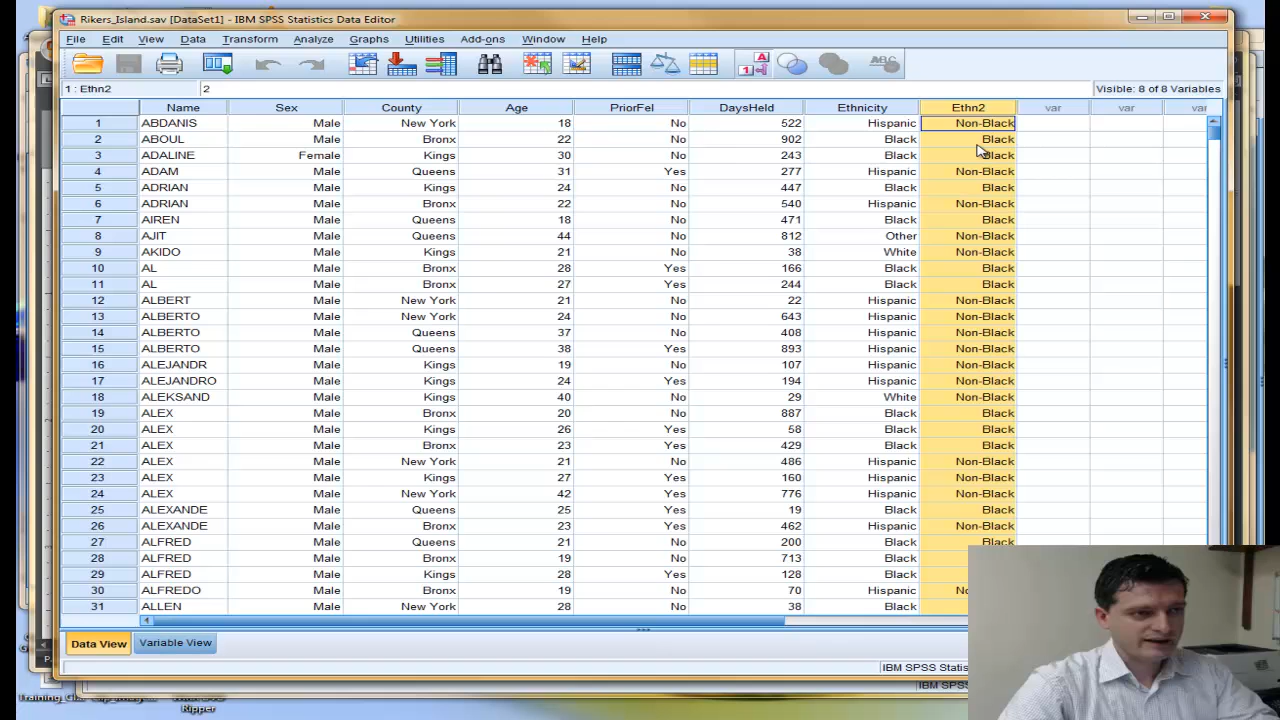 Rikers_Island.sav [DataSet1] - IBM SPSS Statistics Data Editor
File Edit View Data Transform Analyze Graphs Utilities Add-ons Window Help
1 : Ethn2 2 Visible: 8 of 8 Variables
Name Sex County Age PriorFel DaysHeld Ethnicity Ethn2 var var var
1 ABDANIS Male New York 18 No 522 Hispanic Non-Black
2 ABOUL Male Bronx 22 No 902 Black Black
3 ADALINE Female Kings 30 No 243 Black Black
4 ADAM Male Queens 31 Yes 277 Hispanic Non-Black
5 ADRIAN Male Kings 24 No 447 Black Black
6 ADRIAN Male Bronx 22 No 540 Hispanic Non-Black
7 AIREN Male Queens 18 No 471 Black Black
8 AJIT Male Queens 44 No 812 Other Non-Black
9 AKIDO Male Kings 21 No 38 White Non-Black
10 AL Male Bronx 28 Yes 166 Black Black
11 AL Male Bronx 27 Yes 244 Black Black
12 ALBERT Male New York 21 No 22 Hispanic Non-Black
13 ALBERTO Male New York 24 No 643 Hispanic Non-Black
14 ALBERTO Male Queens 37 No 408 Hispanic Non-Black
15 ALBERTO Male Queens 38 Yes 893 Hispanic Non-Black
16 ALEJANDR Male Kings 19 No 107 Hispanic Non-Black
17 ALEJANDRO Male Kings 24 Yes 194 Hispanic Non-Black
18 ALEKSAND Male Kings 40 No 29 White Non-Black
19 ALEX Male Bronx 20 No 887 Black Black
20 ALEX Male Kings 26 Yes 58 Black Black
21 ALEX Male Bronx 23 Yes 429 Black Black
22 ALEX Male New York 21 No 486 Hispanic Non-Black
23 ALEX Male Kings 27 Yes 160 Hispanic Non-Black
24 ALEX Male New York 42 Yes 776 Hispanic Non-Black
25 ALEXANDE Male Queens 25 Yes 19 Black Black
26 ALEXANDE Male Bronx 23 Yes 462 Hispanic Non-Black
27 ALFRED Male Queens 21 No 200 Black Black
28 ALFRED Male Bronx 19 No 713 Black
29 ALFRED Male Kings 28 Yes 128 Black
30 ALFREDO Male Bronx 19 No 70 Hispanic No
31 ALLEN Male New York 28 No 38 Black
Data View Variable View
IBM SPSS Statis
IBM SPS
Ripper